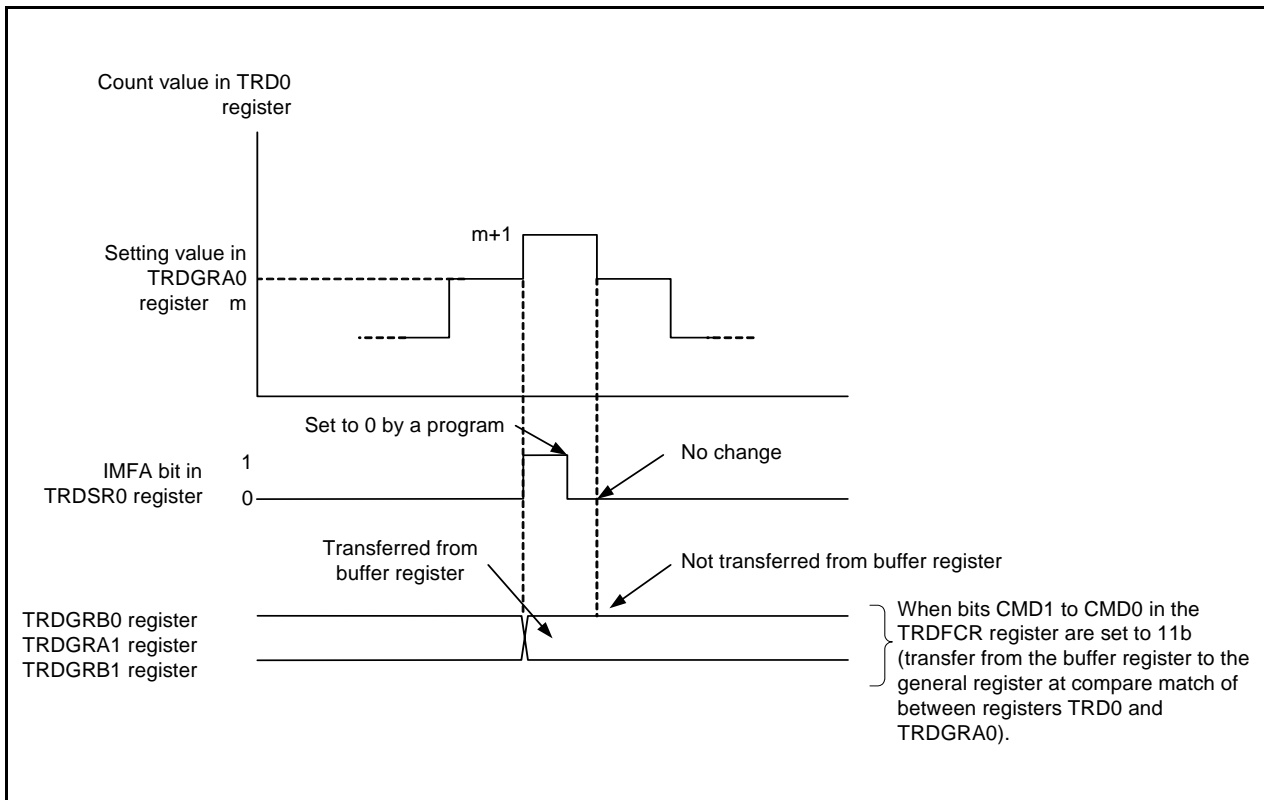 Count value in TRD0
register
m+1
Setting value in
TRDGRA0
register m
Set to 0 by a program
No change
IMFA bit in
TRDSR0 register
1
0
Transferred from
buffer register
Not transferred from buffer register
TRDGRB0 register
TRDGRA1 register
TRDGRB1 register
When bits CMD1 to CMD0 in the
TRDFCR register are set to 11b
(transfer from the buffer register to the
general register at compare match of
between registers TRD0 and
TRDGRA0).